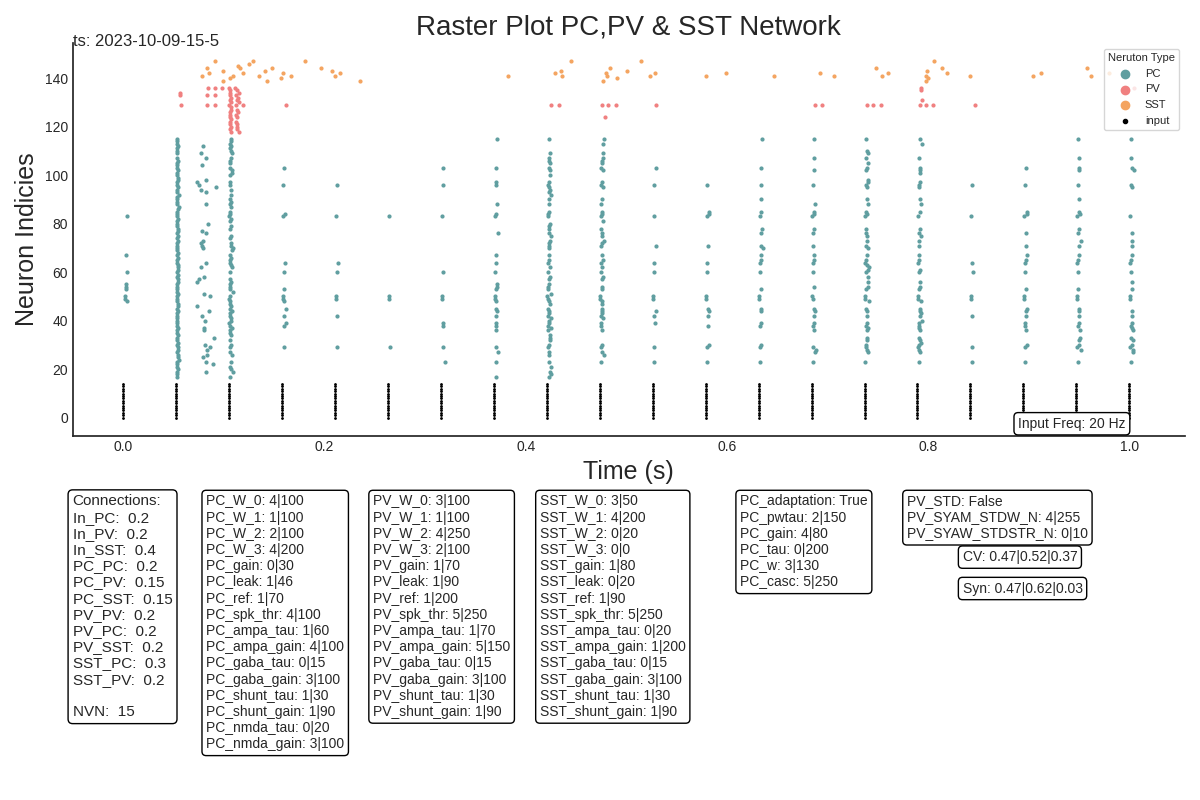 Raster Plot PC,PV & SST Network
ts: 2023-10-09-15-5
Neuron Indicies
140
120
100
80
60
40
20
0
Neruton Type
PC
PV
SST
input
Input Freq: 20 Hz
0.0 0.2 0.4 0.6 0.8 1.0
Time (s)
Connections:
In_PC: 0.2
In_PV: 0.2
In_SST: 0.4
PC_PC: 0.2
PC_PV: 0.15
PC_SST: 0.15
PV_PV: 0.2
PV_PC: 0.2
PV_SST: 0.2
SST_PC: 0.3
SST_PV: 0.2
NVN: 15
PC_W_0: 4|100
PC_W_1: 1|100
PC_W_2: 2|100
PC_W_3: 4|200
PC_gain: 0|30
PC_leak: 1|46
PC_ref: 1|70
PC_spk_thr: 4|100
PC_ampa_tau: 1|60
PC_ampa_gain: 4|100
PC_gaba_tau: 0|15
PC_gaba_gain: 3|100
PC_shunt_tau: 1|30
PC_shunt_gain: 1|90
PC_nmda_tau: 0|20
PC_nmda_gain: 3|100
PV_W_0: 3|100
PV_W_1: 1|100
PV_W_2: 4|250
PV_W_3: 2|100
PV_gain: 1|70
PV_leak: 1|90
PV_ref: 1|200
PV_spk_thr: 5|250
PV_ampa_tau: 1|70
PV_ampa_gain: 5|150
PV_gaba_tau: 0|15
PV_gaba_gain: 3|100
PV_shunt_tau: 1|30
PV_shunt_gain: 1|90
SST_W_0: 3|50
SST_W_1: 4|200
SST_W_2: 0|20
SST_W_3: 0|0
SST_gain: 1|80
SST_leak: 0|20
SST_ref: 1|90
SST_spk_thr: 5|250
SST_ampa_tau: 0|20
SST_ampa_gain: 1|200
SST_gaba_tau: 0|15
SST_gaba_gain: 3|100
SST_shunt_tau: 1|30
SST_shunt_gain: 1|90
PC_adaptation: True
PC_pwtau: 2|150
PC_gain: 4|80
PC_tau: 0|200
PC_w: 3|130
PC_casc: 5|250
PV_STD: False
PV_SYAM_STDW_N: 4|255
PV_SYAW_STDSTR_N: 0|10
CV: 0.47|0.52|0.37
Syn: 0.47|0.62|0.03